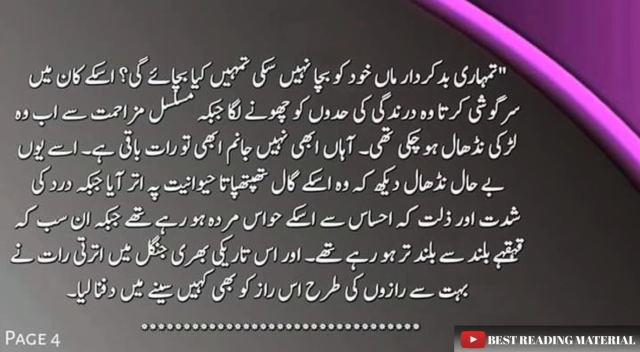 "تمہاری بدکردار ماں خود کو بچا نہیں سکی تمہیں کیا بچائے گی؟ اسکے کان میں
سرگوشی کرتا وہ درندگی کی حدوں کو چھونے لگا جبکہ مسلسل مزاحمت سے اب وہ
لڑکی نڈھال ہو چکی تھی۔ آہاں ابھی نہیں جانم ابھی تو رات باقی ہے۔ اسے یوں
بے حال نڈھال دیکھ کہ وہ اسکے گال تھپتھپاتا حیوانیت پہ اتر آیا جبکہ درد کی
شدت اور ذلت کہ احساس سے اسکے حواس مردہ ہو رہے تھے جبکہ ان سب کہ
قہقہے بلند سے بلند تر ہو رہے تھے۔ اور اس تاریکی بھری جنگل میں اترتی رات نے
بہت سے رازوں کی طرح اس راز کو بھی کہیں سینے میں دفنا لیا۔
************************************
PAGE 4
BEST READING MATERIAL